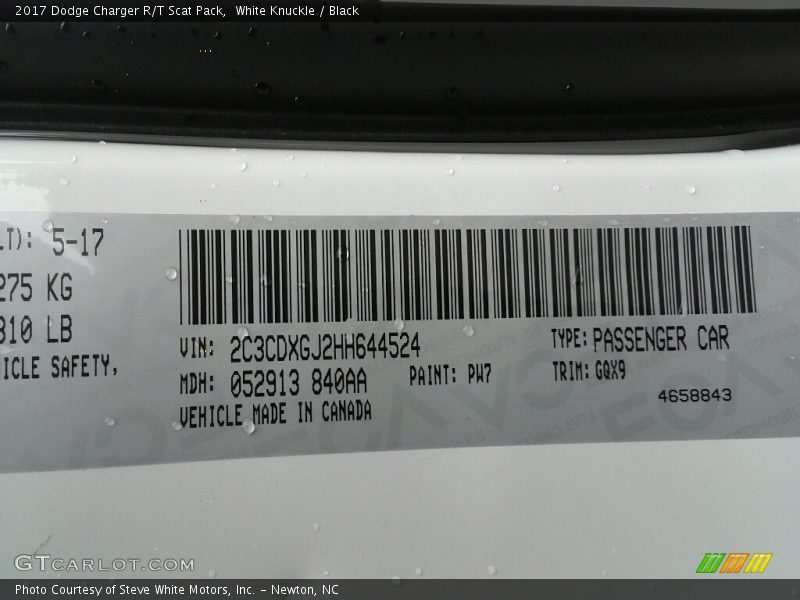 2017 Dodge Charger R/T Scat Pack, White Knuckle / Black
LT): 5-17
275 KG
310 LB
HICLE SAFETY,
VIN: 2C3CDXGJ2HH644524
TYPE: PASSENGER CAR
MDH: 052913 840AA
PAINT: PW7
TRIM: GQX9
VEHICLE MADE IN CANADA
4658843
GTCARLOT.COM
Photo Courtesy of Steve White Motors, Inc. – Newton, NC